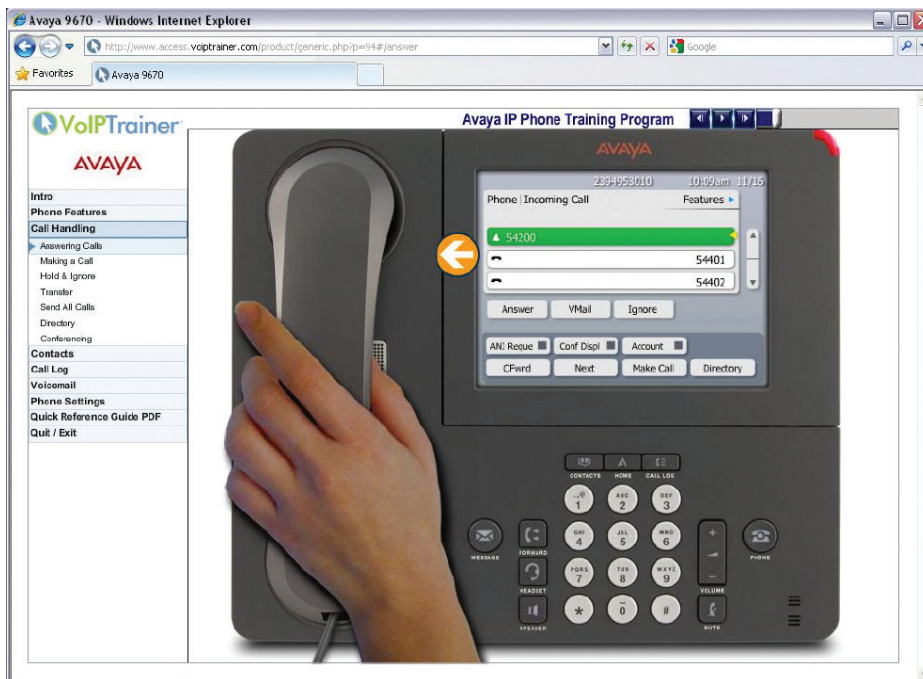 Avaya 9670 - Windows Internet Explorer
http://www.access.voiptrainer.com/product/generic.php?p=94#/answer
Google
Favorites
Avaya 9670
VoIPTrainer
Avaya IP Phone Training Program
AVAYA
Intro
Phone Features
Call Handling
Answering Calls
Making a Call
Hold & Ignore
Transfer
Send All Calls
Directory
Conferencing
Contacts
Call Log
Voicemail
Phone Settings
Quick Reference Guide PDF
Quit / Exit
AVAYA
2394953010 10:09am 11/16
Phone | Incoming Call Features
54200
54401
54402
Answer VMail Ignore
ANI Reque Conf Displ Account
CFwrd Next Make Call Directory
CONTACTS HOME CALL LOG
.,@ ABC DEF
1 2 3
GHI JKL MNO
4 5 6
PQRS TUV WXYZ
7 8 9
* 0 #
MESSAGE
FORWARD
HEADSET
SPEAKER
+
-
VOLUME
MUTE
PHONE